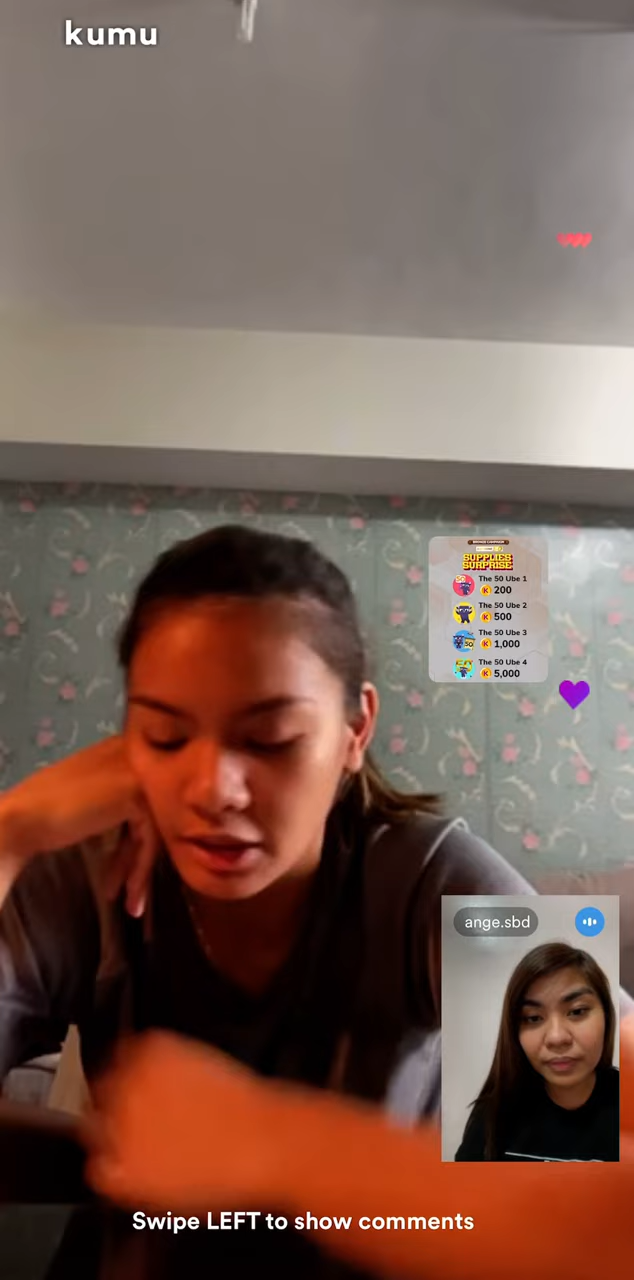 kumu
SUPPLIES
SURPRISE
The 50 Ube 1
200
The 50 Ube 2
500
The 50 Ube 3
1,000
The 50 Ube 4
5,000
ange.sbd
Swipe LEFT to show comments